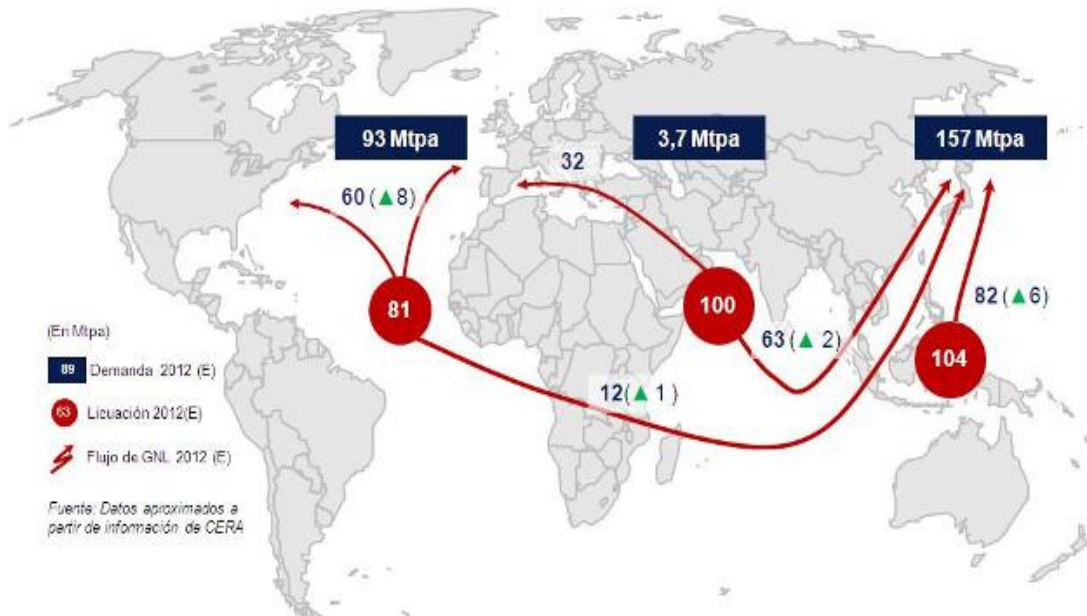 93 Mtpa
3,7 Mtpa
157 Mtpa
32
60 (▲8)
81
100
82 (▲6)
63 (▲ 2)
104
12(▲ 1 )
(En Mtpa)
89 Demanda 2012 (E)
63 Licuación 2012(E)
Flujo de GNL 2012 (E)
Fuente: Datos aproximados a
partir de información de CERA